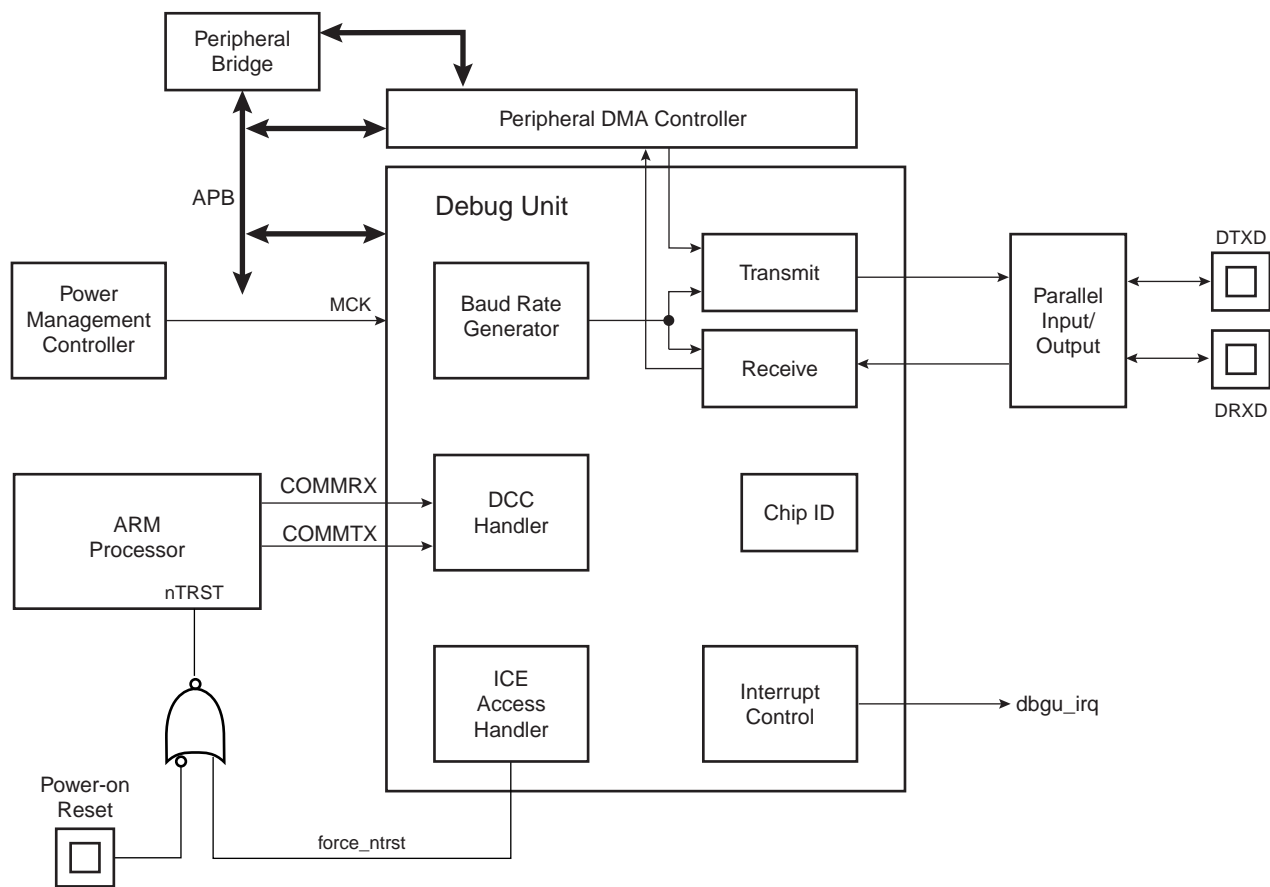 Peripheral
Bridge
Peripheral DMA Controller
APB
Debug Unit
DTXD
Power
Management
Controller
MCK
Baud Rate
Generator
Transmit
Receive
Parallel
Input/
Output
DRXD
ARM
Processor
nTRST
COMMRX
COMMTX
DCC
Handler
Chip ID
ICE
Access
Handler
Interrupt
Control
dbgu_irq
Power-on
Reset
force_ntrst